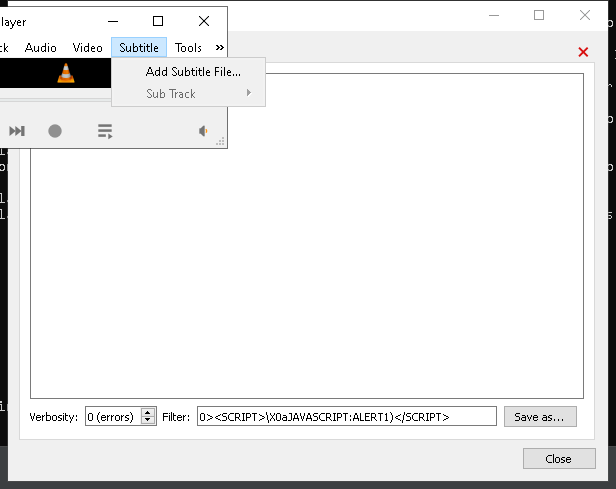 layer
ck Audio Video Subtitle Tools »
Add Subtitle File...
Sub Track
Verbosity: 0 (errors) Filter: 0><SCRIPT>\X0aJAVASCRIPT:ALERT1)</SCRIPT> Save as...
Close